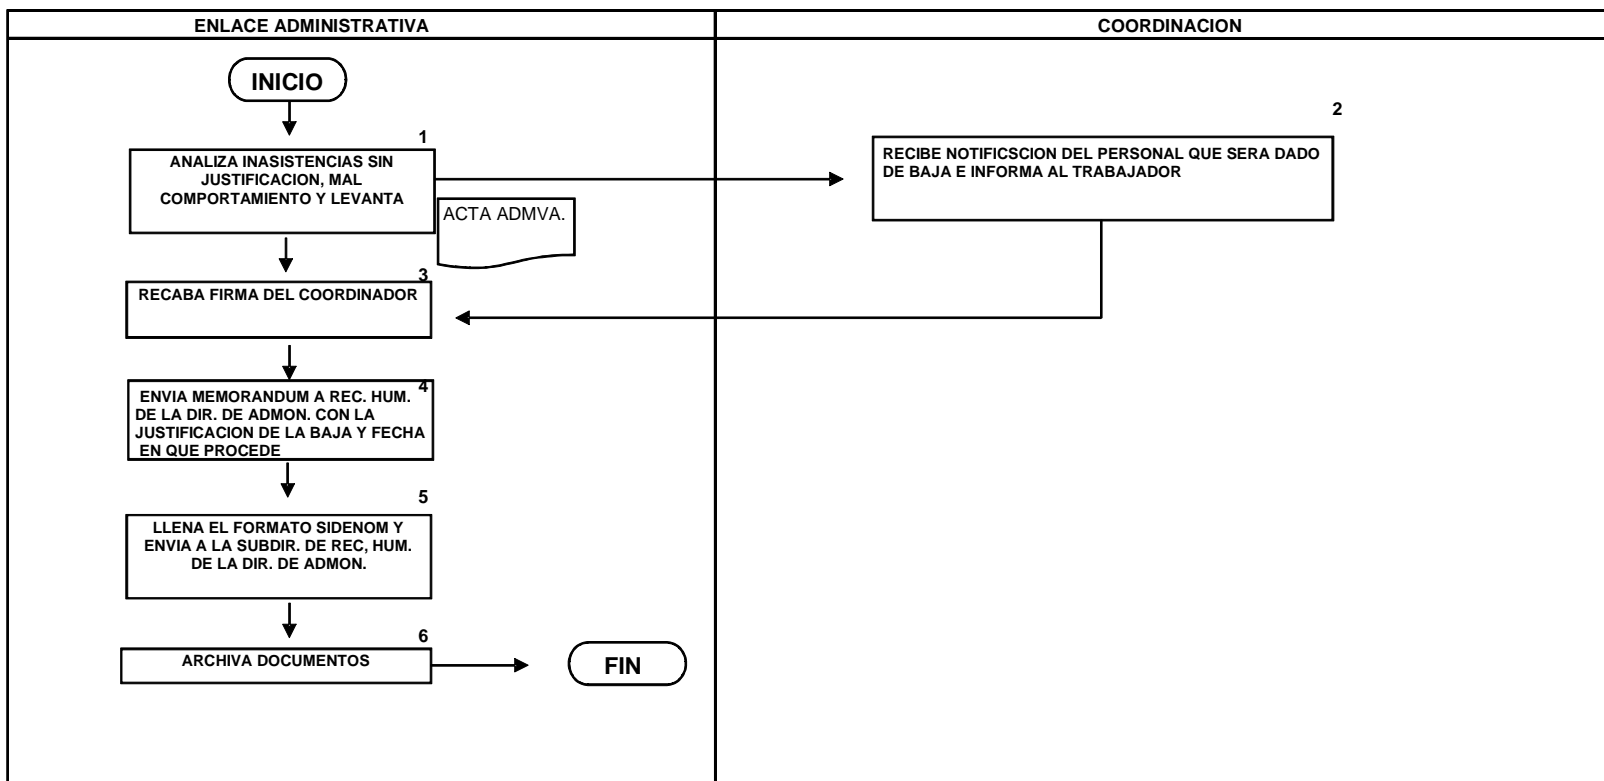 ENLACE ADMINISTRATIVA
COORDINACION
INICIO
1
ANALIZA INASISTENCIAS SIN
JUSTIFICACION, MAL
COMPORTAMIENTO Y LEVANTA
ACTA ADMVA.
2
RECIBE NOTIFICSCION DEL PERSONAL QUE SERA DADO
DE BAJA E INFORMA AL TRABAJADOR
3
RECABA FIRMA DEL COORDINADOR
4
ENVIA MEMORANDUM A REC. HUM.
DE LA DIR. DE ADMON. CON LA
JUSTIFICACION DE LA BAJA Y FECHA
EN QUE PROCEDE
5
LLENA EL FORMATO SIDENOM Y
ENVIA A LA SUBDIR. DE REC, HUM.
DE LA DIR. DE ADMON.
6
ARCHIVA DOCUMENTOS
FIN